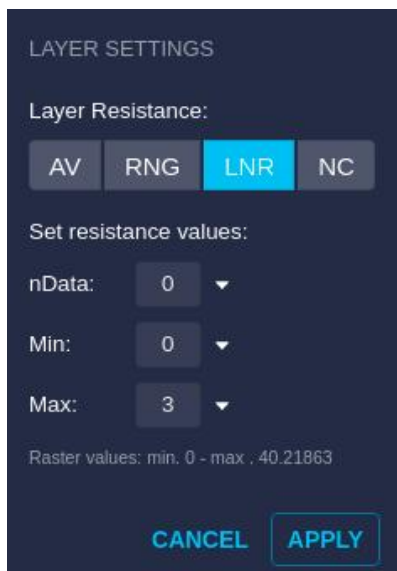 LAYER SETTINGS
Layer Resistance:
AV RNG LNR NC
Set resistance values:
nData: 0
Min: 0
Max: 3
Raster values: min. 0 - max . 40.21863
CANCEL APPLY